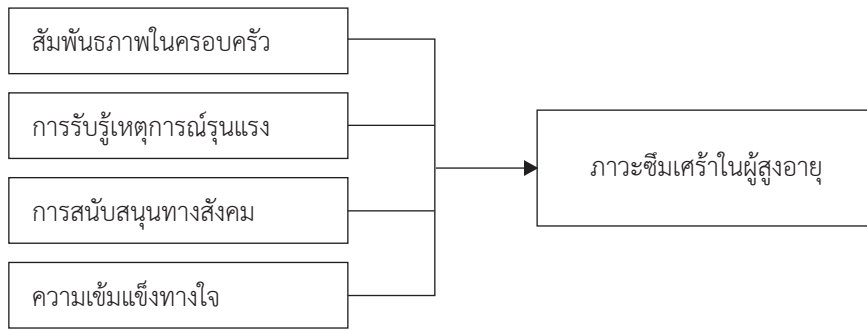 สัมพันธภาพในครอบครัว
การรับรู้เหตุการณ์รุนแรง
การสนับสนุนทางสังคม
ความเข้มแข็งทางใจ
ภาวะซึมเศร้าในผู้สูงอายุ